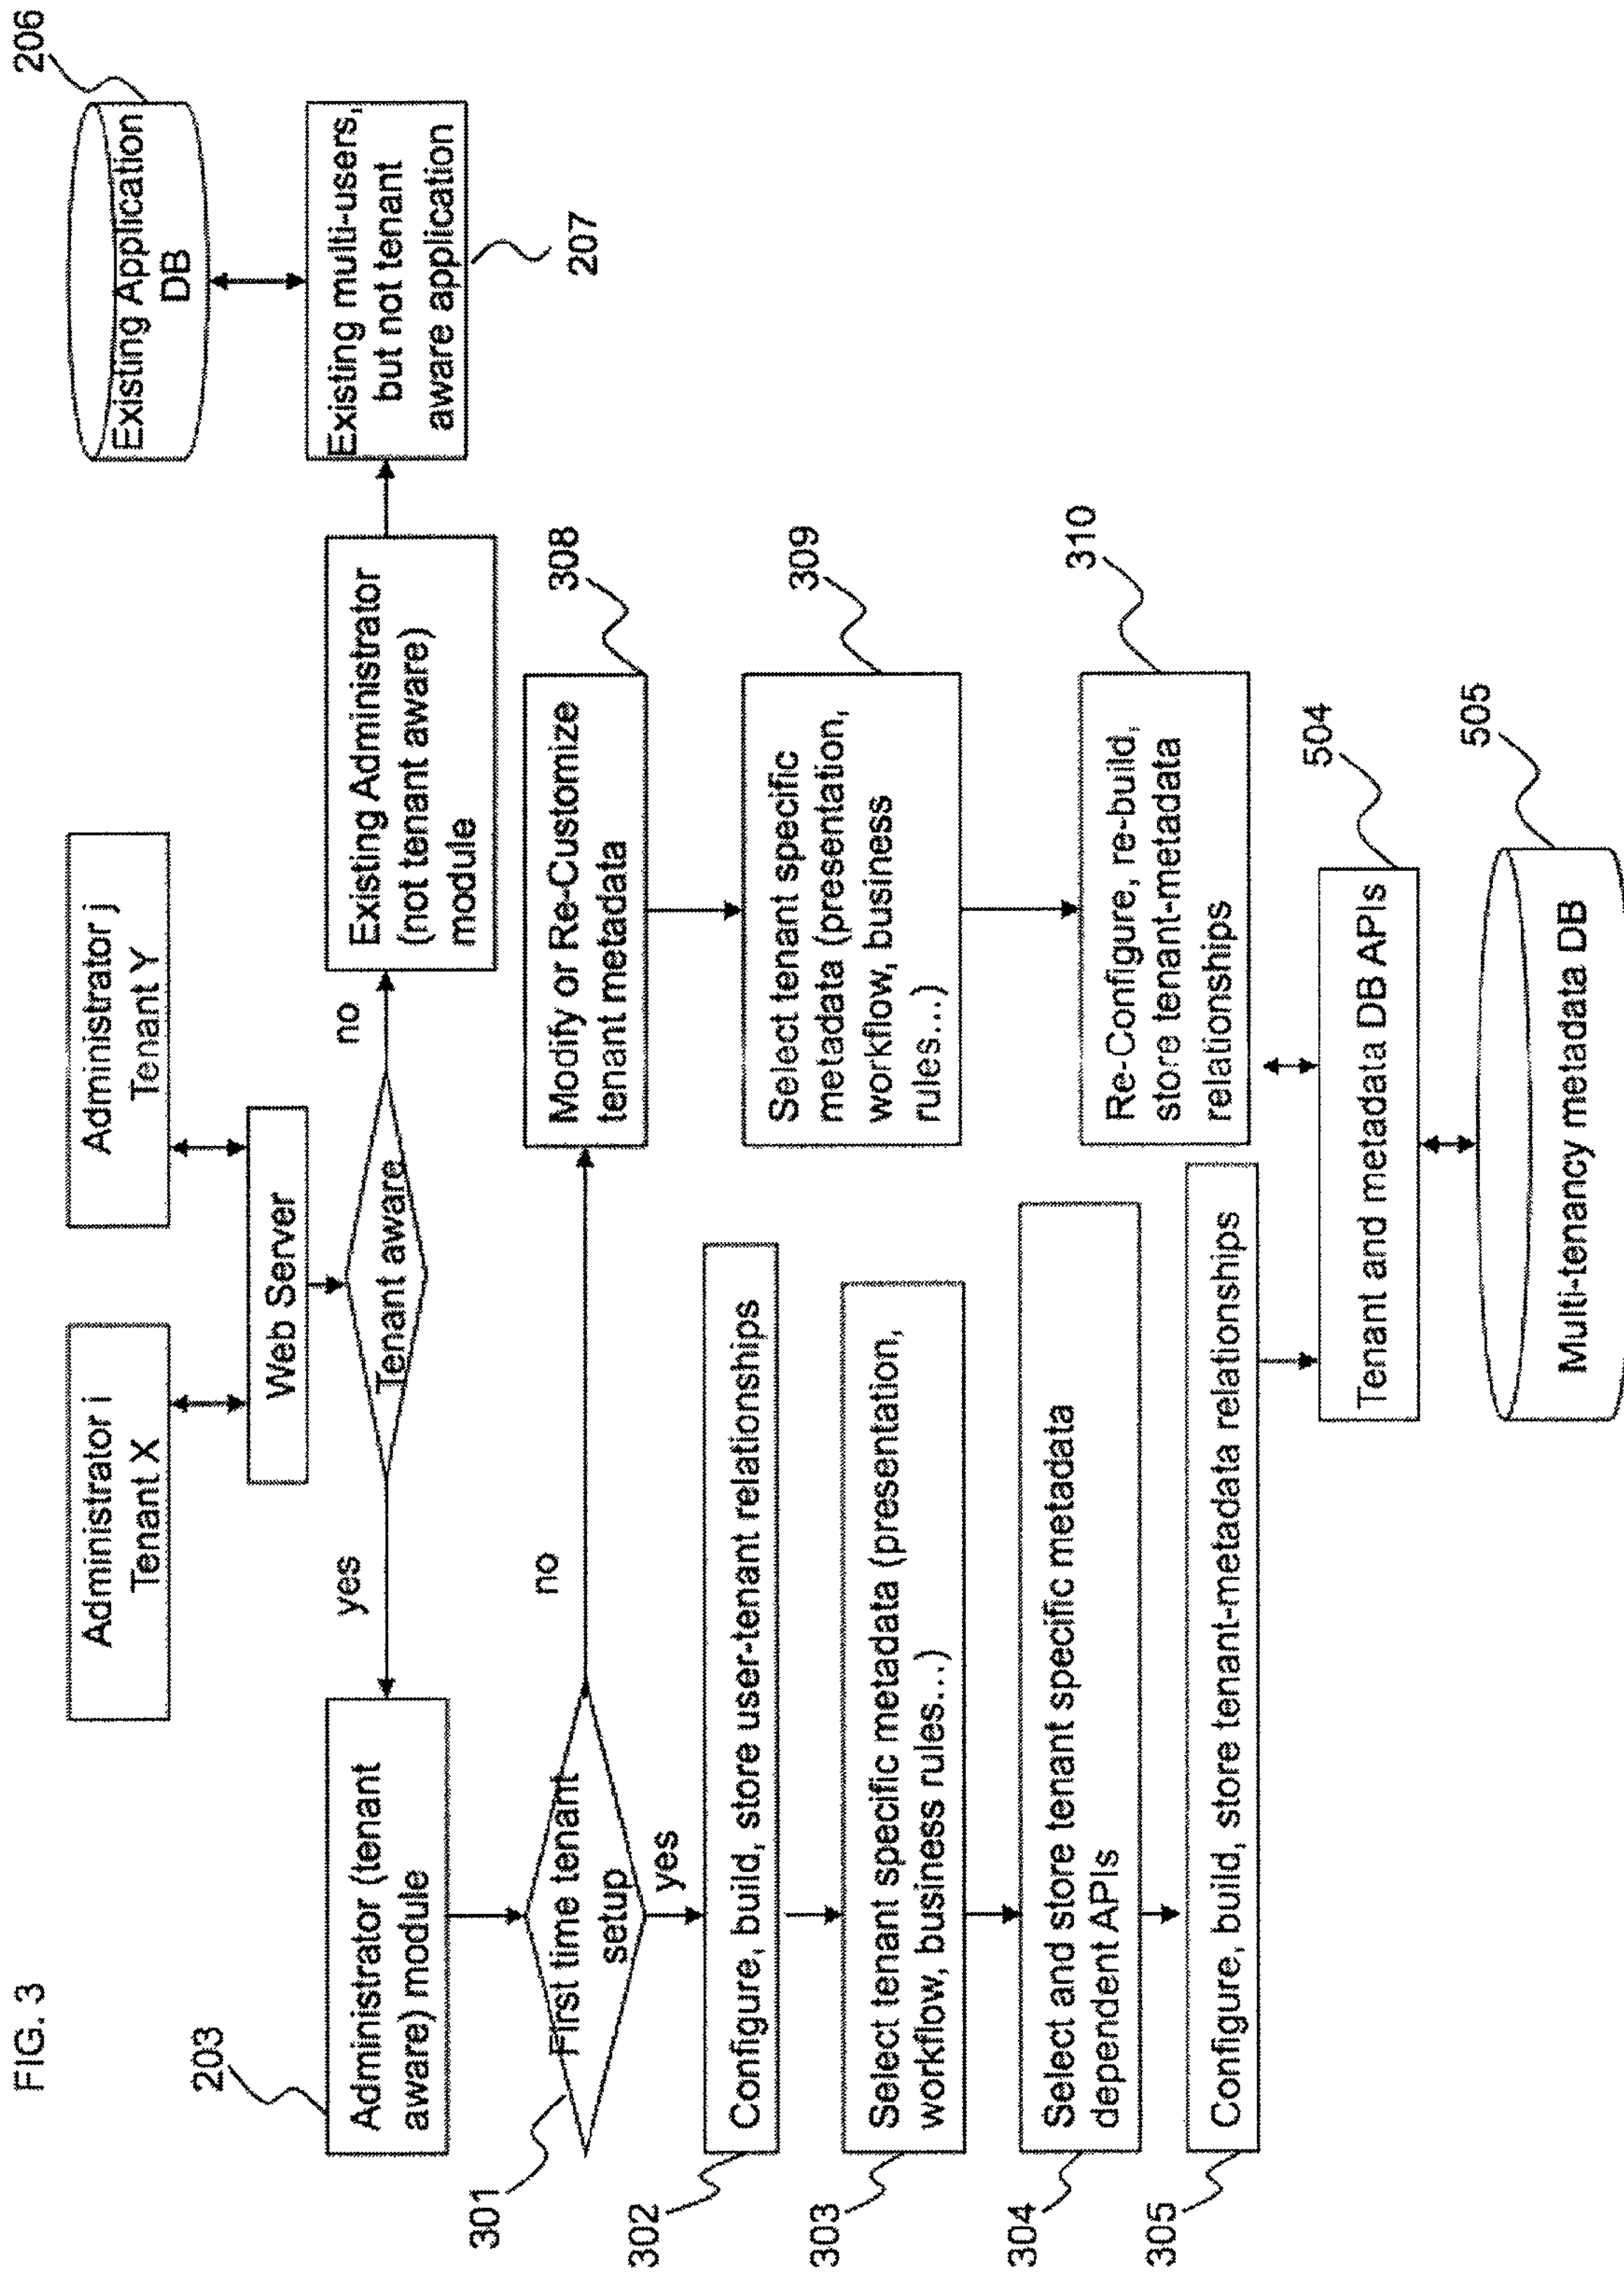 FIG. 3
Administrator i
Tenant X
Administrator j
Tenant Y
Web Server
Tenant aware
yes
no
203
Administrator (tenant
aware) module
Existing Administrator
(not tenant aware)
module
Existing Application
DB
206
Existing multi-users,
but not tenant
aware application
207
301
First time tenant
setup
no
yes
302
Configure, build, store user-tenant relationships
303
Select tenant specific metadata (presentation,
workflow, business rules...)
304
Select and store tenant specific metadata
dependent APIs
305
Configure, build, store tenant-metadata relationships
Modify or Re-Customize
tenant metadata
308
Select tenant specific
metadata (presentation,
workflow, business
rules...)
309
Re-Configure, re-build,
store tenant-metadata
relationships
310
Tenant and metadata DB APIs
504
Multi-tenancy metadata DB
505